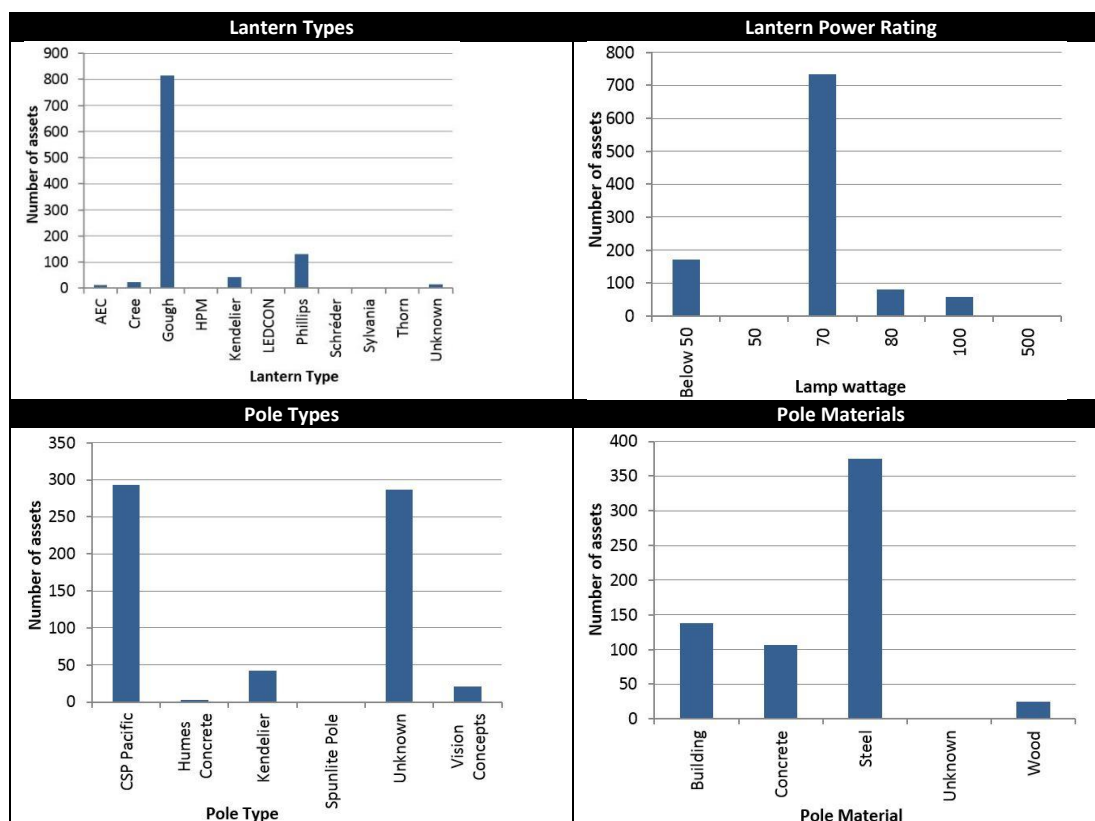 Lantern Types
900
800
700
600
500
400
300
200
100
0
Number of assets
AEC
Cree
Gough
HPM
Kendelier
LEDCON
Phillips
Schréder
Sylvania
Thorn
Unknown
Lantern Type
Lantern Power Rating
800
700
600
500
400
300
200
100
0
Number of assets
Below 50
50
70
80
100
500
Lamp wattage
Pole Types
350
300
250
200
150
100
50
0
Number of assets
CSP Pacific
Humes
Concrete
Kendelier
Spunlite Pole
Unknown
Vision
Concepts
Pole Type
Pole Materials
400
350
300
250
200
150
100
50
0
Number of assets
Building
Concrete
Steel
Unknown
Wood
Pole Material